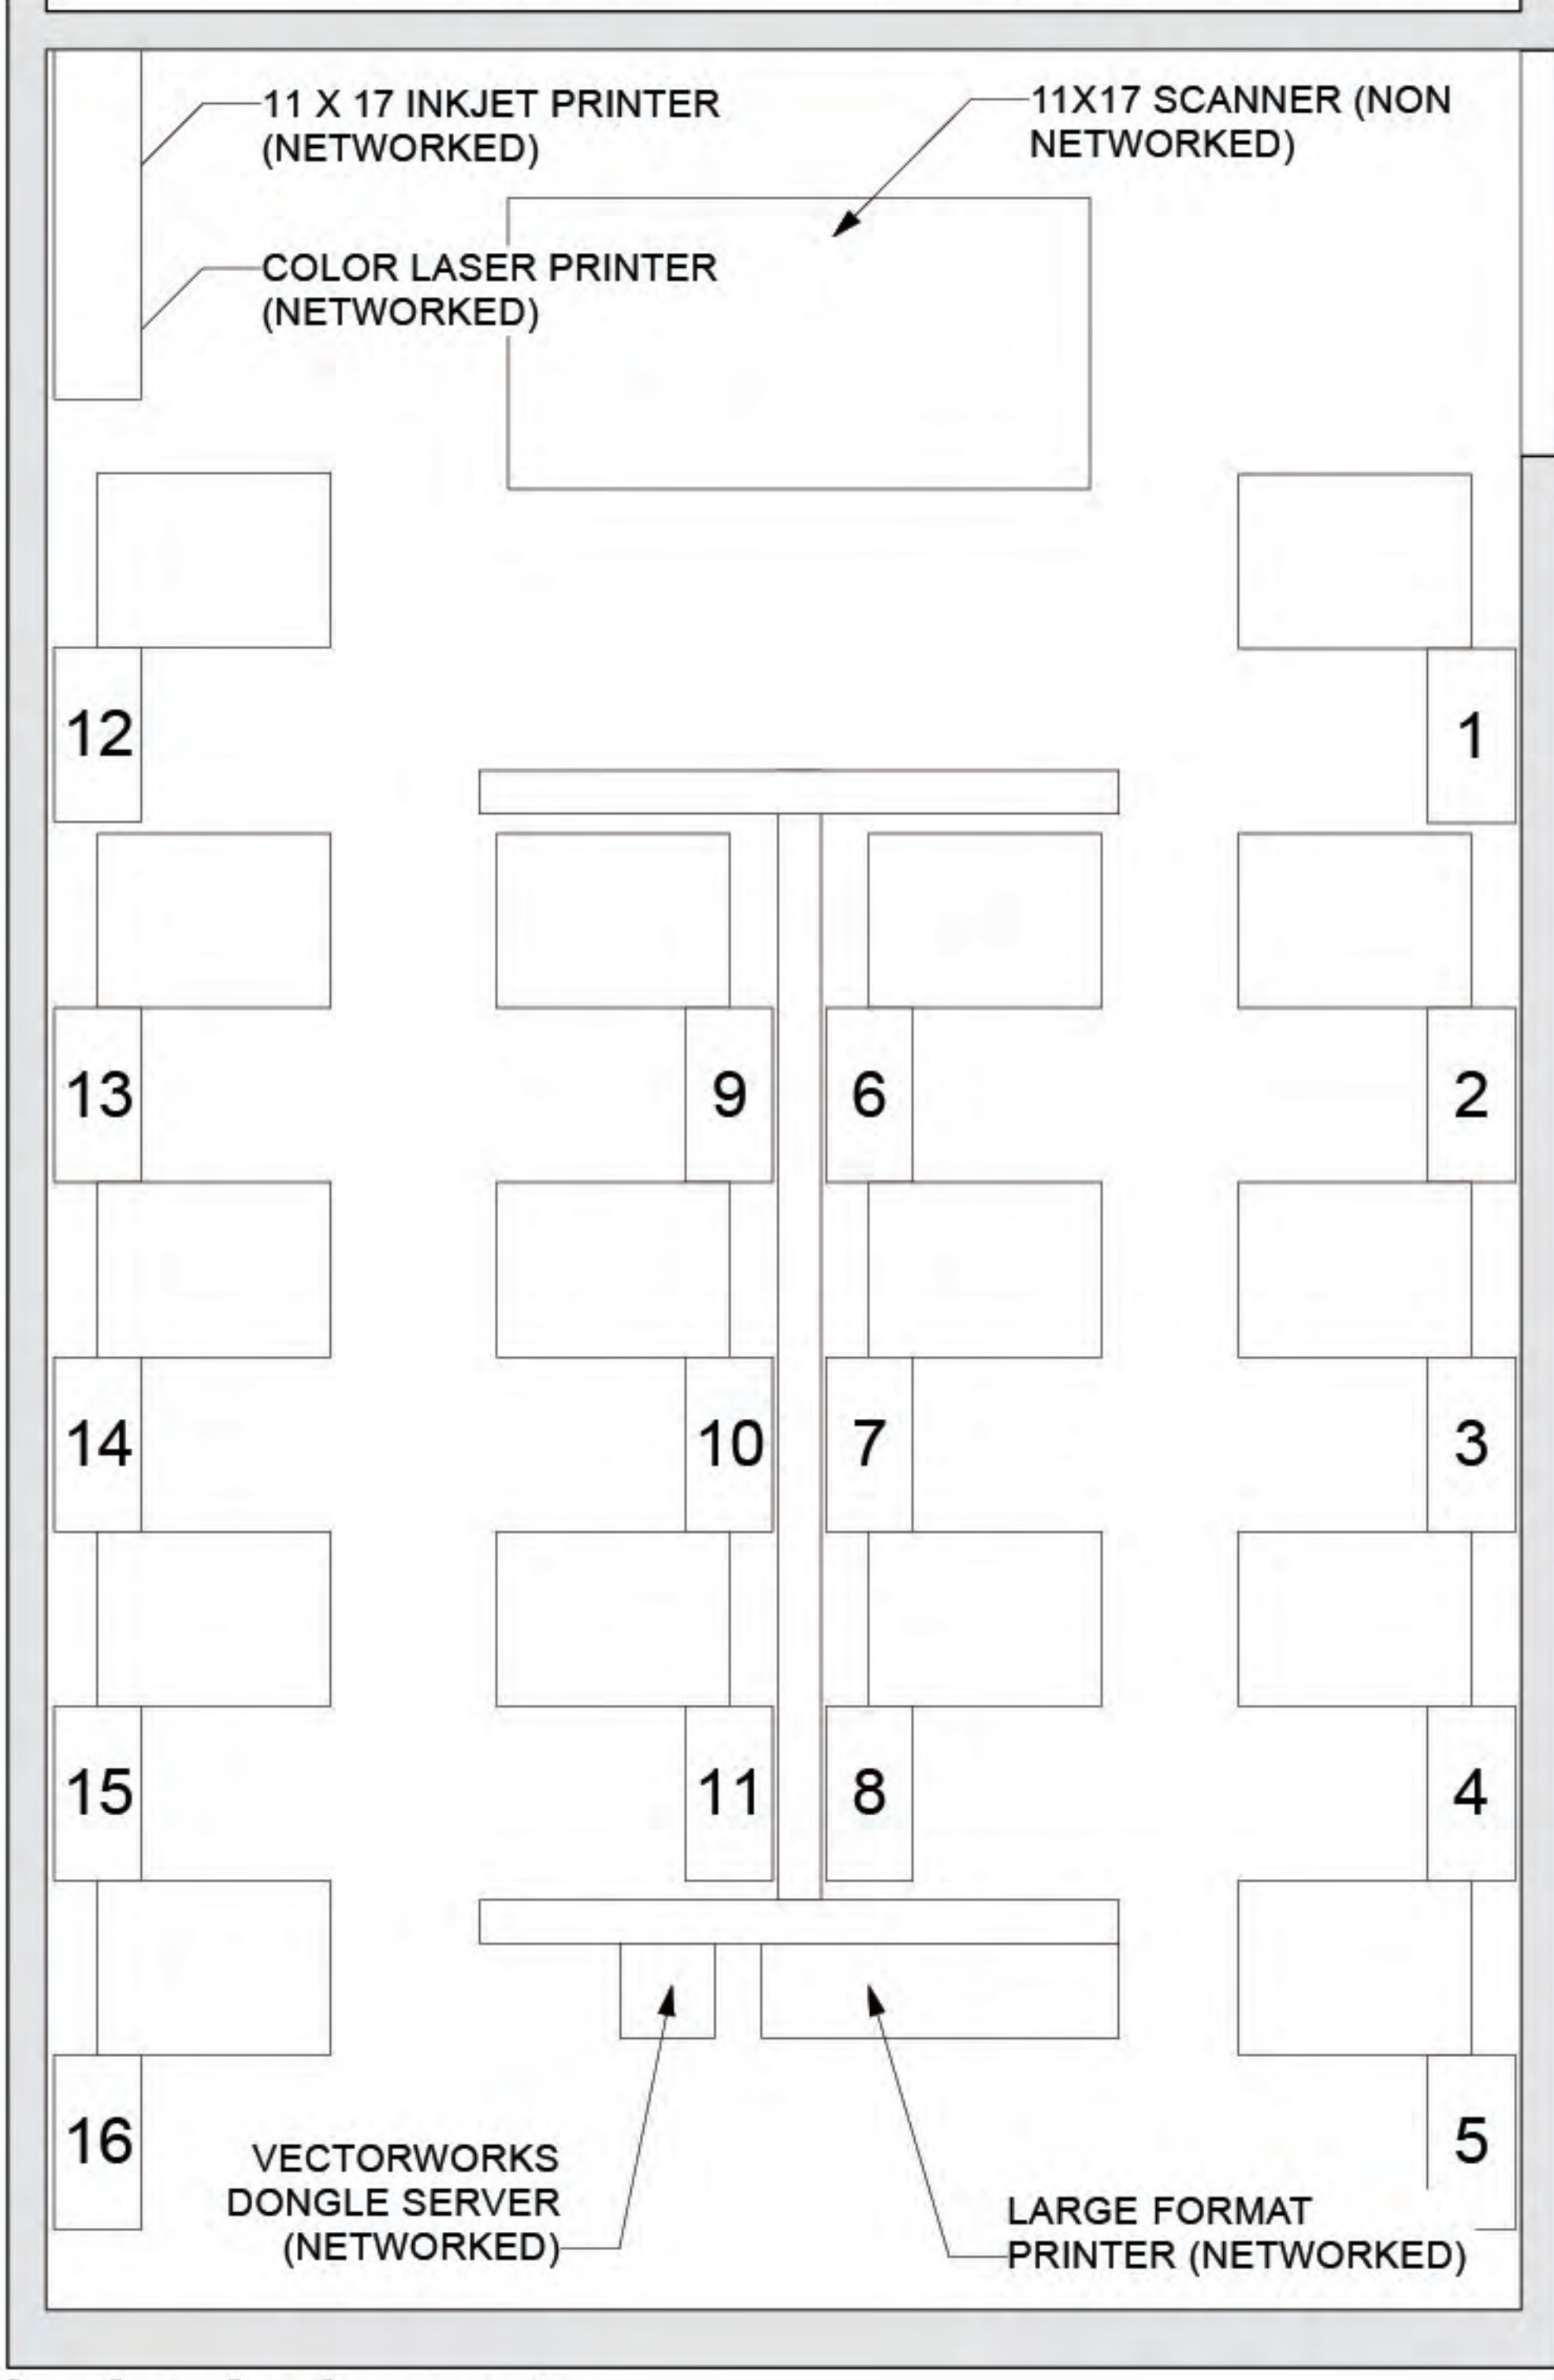 11 X 17 INKJET PRINTER
(NETWORKED)
11X17 SCANNER (NON
NETWORKED)
COLOR LASER PRINTER
(NETWORKED)
12
1
13
9
6
2
14
10
7
3
15
11
8
4
16
5
VECTORWORKS
DONGLE SERVER
(NETWORKED)
LARGE FORMAT
PRINTER (NETWORKED)